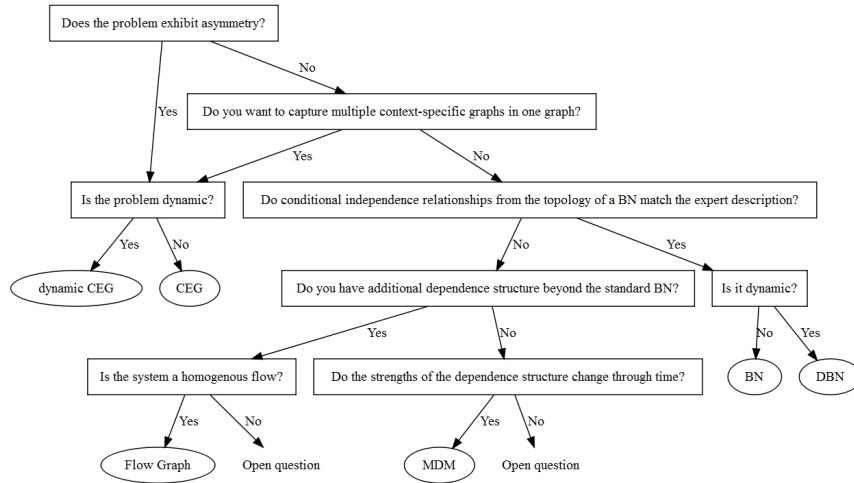 Does the problem exhibit asymmetry?
No
Yes
Do you want to capture multiple context-specific graphs in one graph?
Yes
No
Is the problem dynamic?
Do conditional independence relationships from the topology of a BN match the expert description?
Yes
No
No
Yes
dynamic CEG
CEG
Do you have additional dependence structure beyond the standard BN?
Is it dynamic?
Yes
No
No
Yes
Is the system a homogenous flow?
Do the strengths of the dependence structure change through time?
BN
DBN
Yes
No
Yes
No
Flow Graph
Open question
MDM
Open question